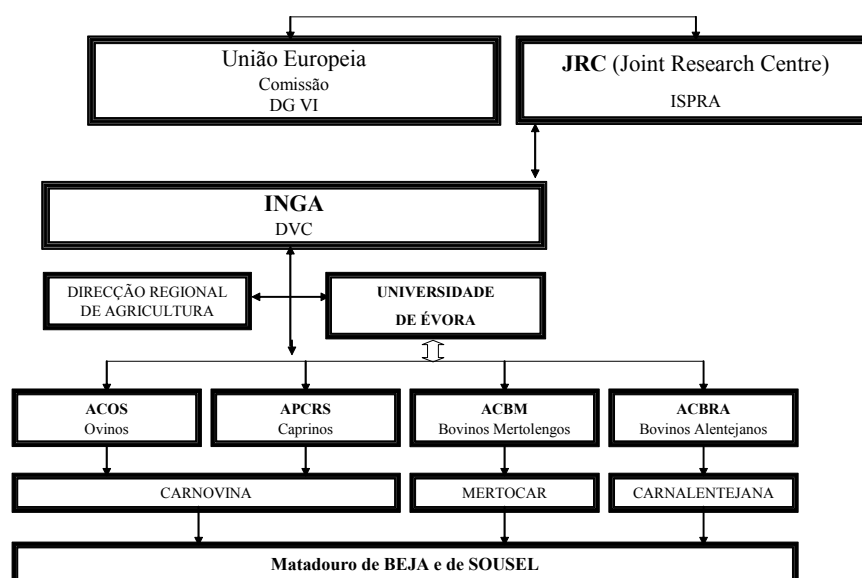 União Europeia
Comissão
DG VI
JRC (Joint Research Centre)
ISPRA
INGA
DVC
DIRECÇÃO REGIONAL
DE AGRICULTURA
UNIVERSIDADE
DE ÉVORA
ACOS
Ovinos
APCRS
Caprinos
ACBM
Bovinos Mertolengos
ACBRA
Bovinos Alentejanos
CARNOVINA
MERTOCAR
CARNALENTEJANA
Matadouro de BEJA e de SOUSEL